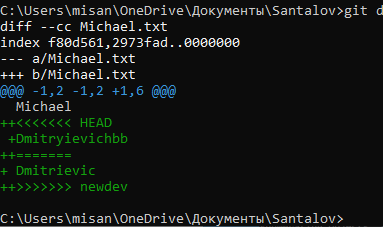 C:\Users\misan\OneDrive\Документы\Santalov>git d
diff --cc Michael.txt
index f80d561,2973fad..0000000
--- a/Michael.txt
+++ b/Michael.txt
@@@ -1,2 -1,2 +1,6 @@@
  Michael
++<<<<<<< HEAD
 +Dmitryievichbb
++=======
+ Dmitrievic
++>>>>>>> newdev
C:\Users\misan\OneDrive\Документы\Santalov>